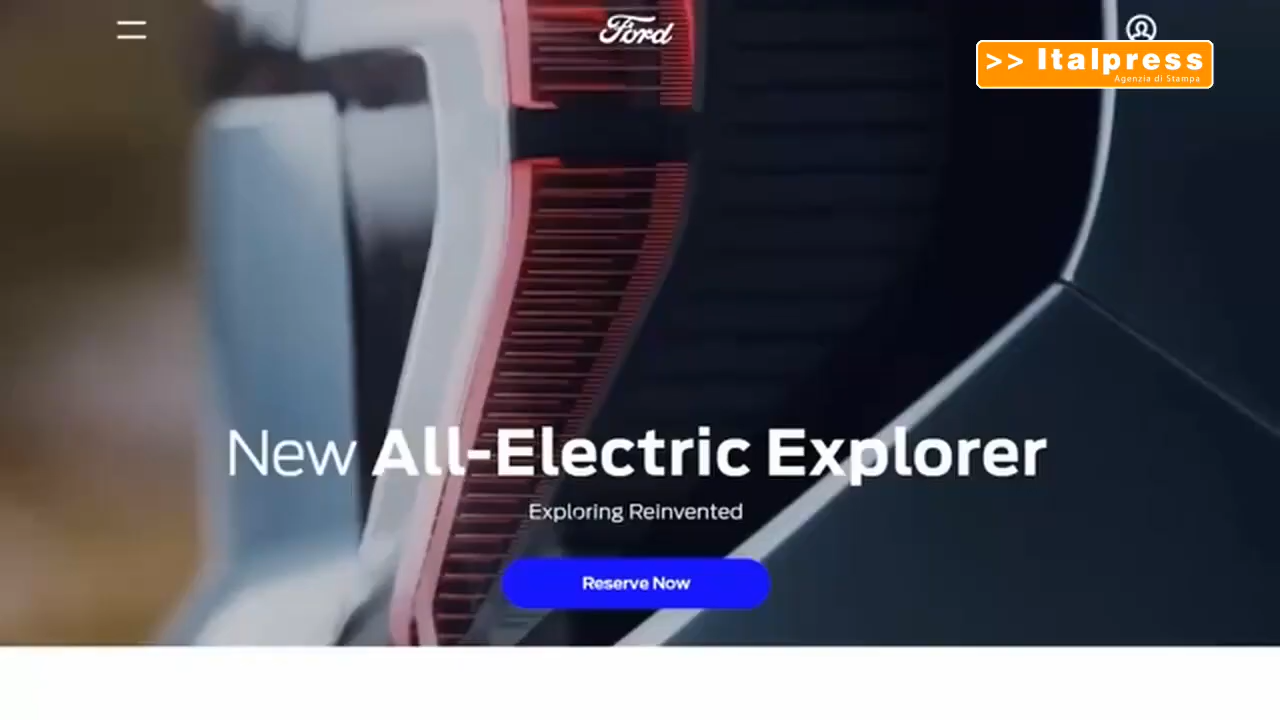 Ford
>> Italpress
Agenzia di Stampa
New All-Electric Explorer
Exploring Reinvented
Reserve Now